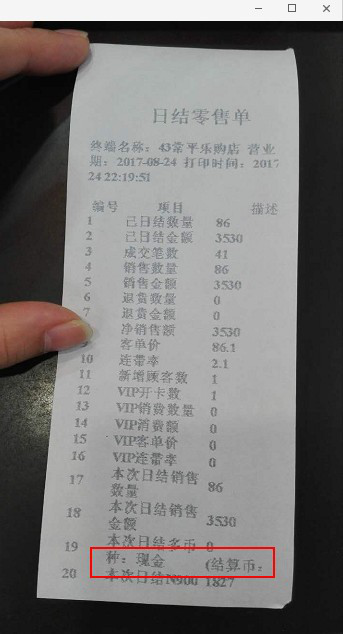 日结零售单
终端名称：43常平乐购店 营业
期：2017-08-24 打印时间：2017
24 22:19:51
编号 项目 描述
1 已日结数量 86
2 已日结金额 3530
3 成交笔数 41
4 销售数量 86
5 销售金额 3530
6 退货数量 0
7 退货金额 0
净销售额 3530
9 客单价 86.1
10 连带率 2.1
11 新增顾客数 1
12 VIP开卡数 1
13 VIP销费数量 0
14 VIP消费额 0
15 VIP客单价 0
16 VIP连带率 0
17 本次日结销售
数量 86
18 本次日结销售
金额 3530
19 本次日结多币 0
种：现金 (结算币：
20 本次日结N900 1827